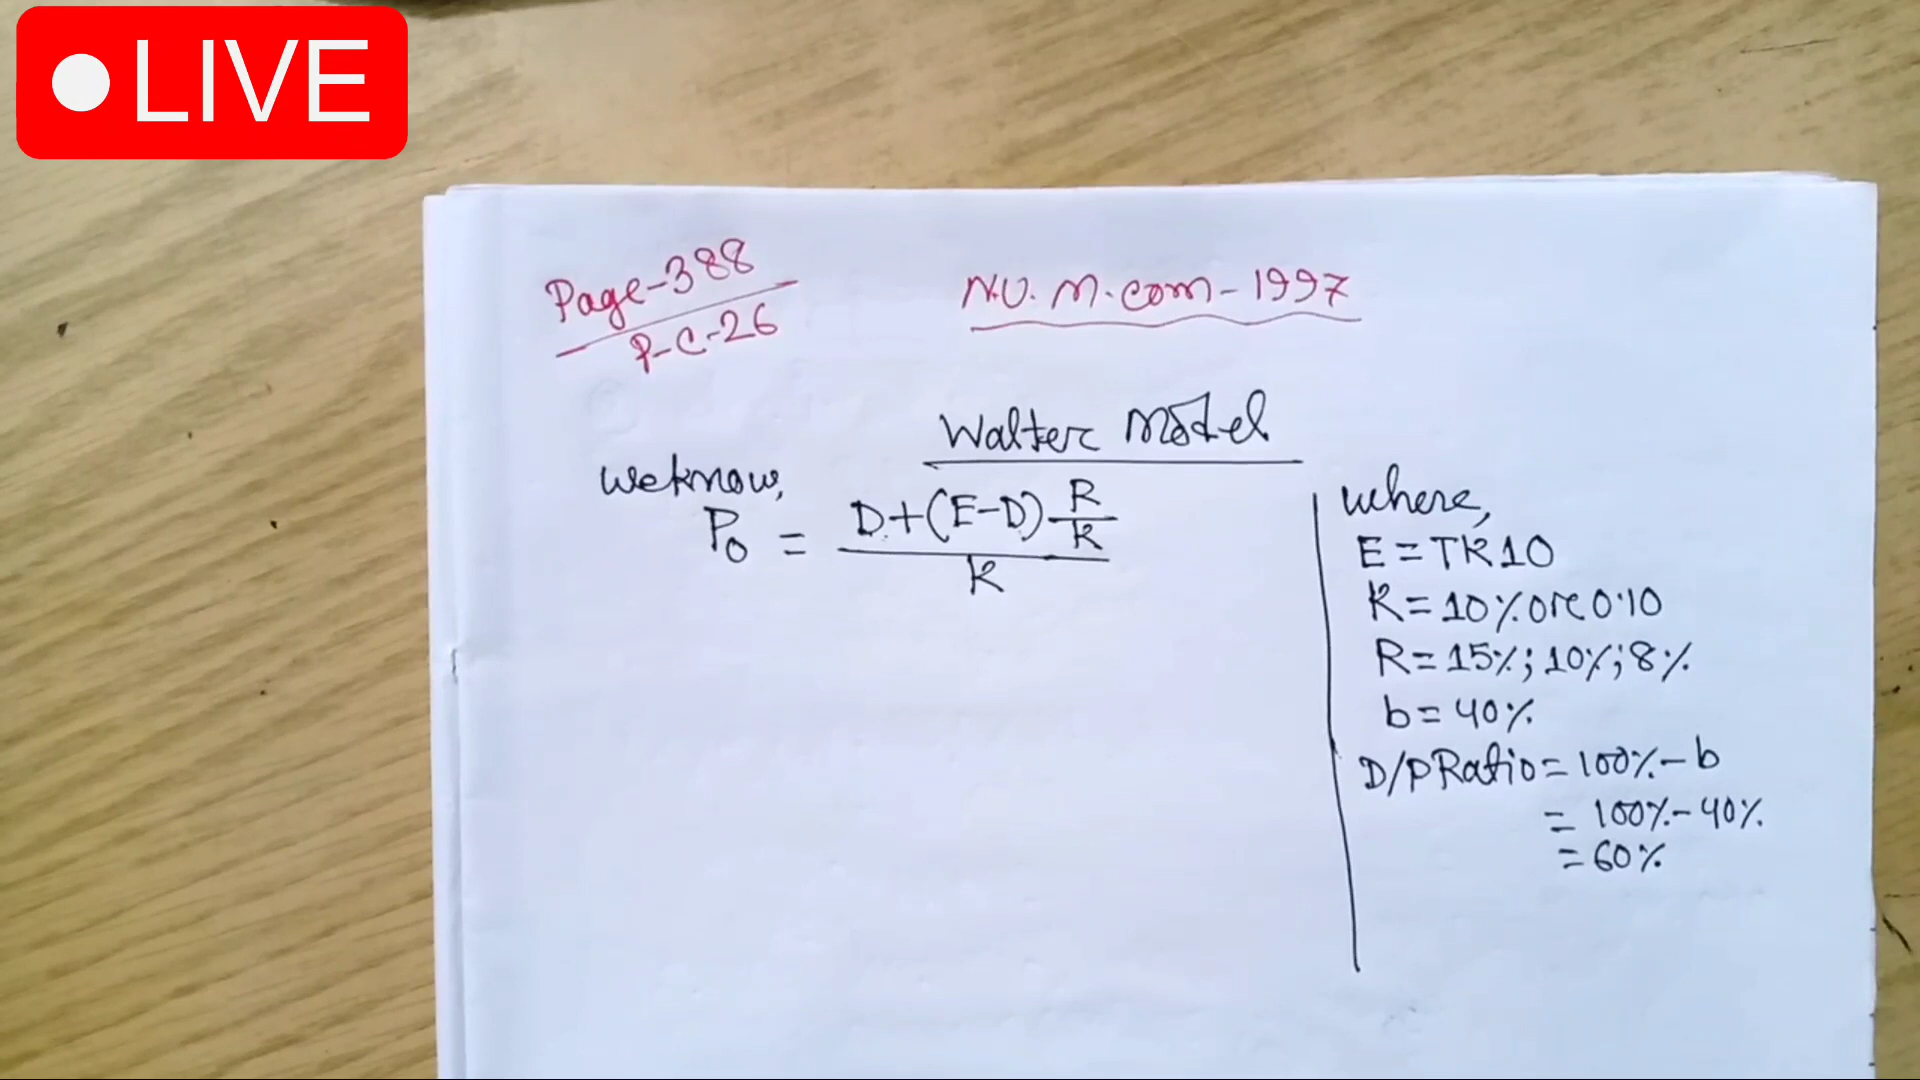 LIVE
Page-388
P-C-26
N.U. M.com-1997
Walter Model
We know,
P₀ = D+(E-D) R/K
K
where,
E = TK10
K = 10% or 0.10
R = 15%; 10%; 8%
b = 40%
D/P Ratio = 100% - b
= 100% - 40%
= 60%